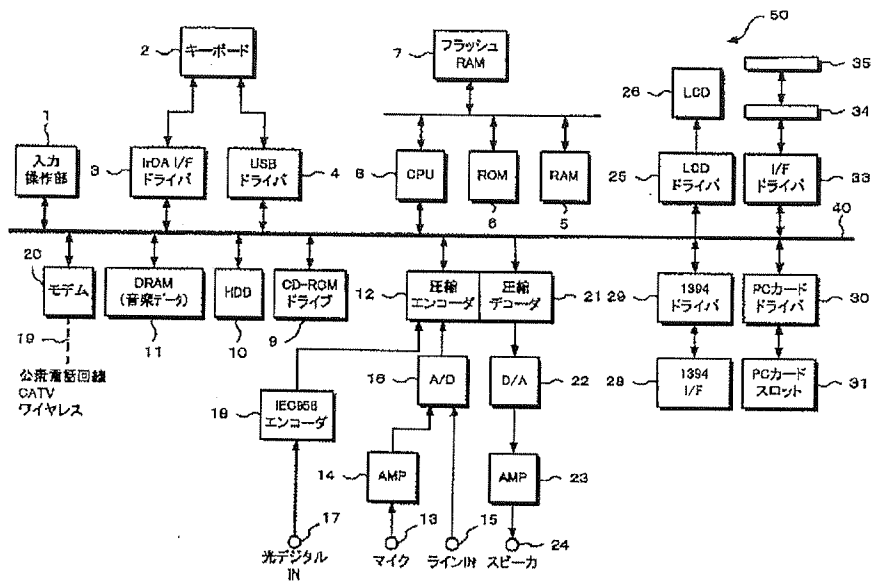 50
2
キーボード
7
フラッシュ
RAM
35
26
LCD
34
1
入力
操作部
3
IrDA I/F
ドライバ
USB
ドライバ
4
8
CPU
ROM
6
RAM
5
25
LCD
ドライバ
I/F
ドライバ
33
40
20
モデム
DRAM
(音楽データ)
11
HDD
10
CD-ROM
ドライブ
9
12
圧縮
エンコーダ
圧縮
デコーダ
21
29
1394
ドライバ
PCカード
ドライバ
30
19
公衆電話回線
CATV
ワイヤレス
18
IEC958
エンコーダ
16
A/D
D/A
22
28
1394
I/F
PCカード
スロット
31
14
AMP
AMP
23
17
光デジタル
IN
13
マイク
15
ラインIN
24
スピーカ